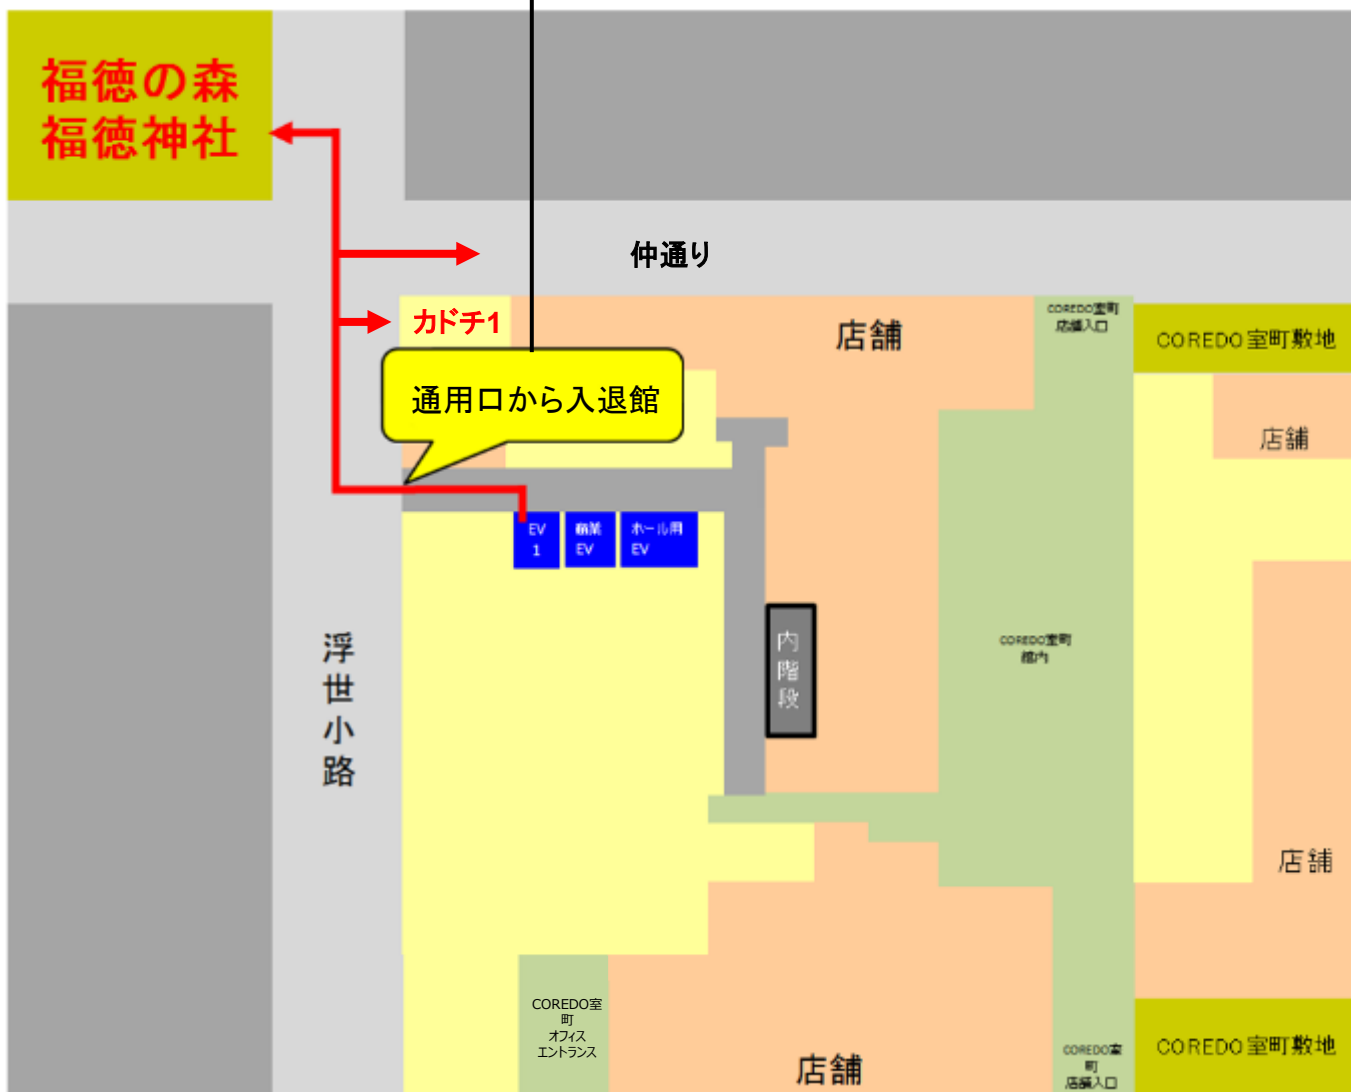 福徳の森
福徳神社
仲通り
カドチ1
店舗
COREDO室町
店舗入口
COREDO室町敷地
通用口から入退館
店舗
EV
1
商業
EV
ホール用
EV
内階段
COREDO室町
館内
浮世小路
店舗
COREDO室
町
オフィス
エントランス
店舗
COREDO室
町
店舗入口
COREDO室町敷地